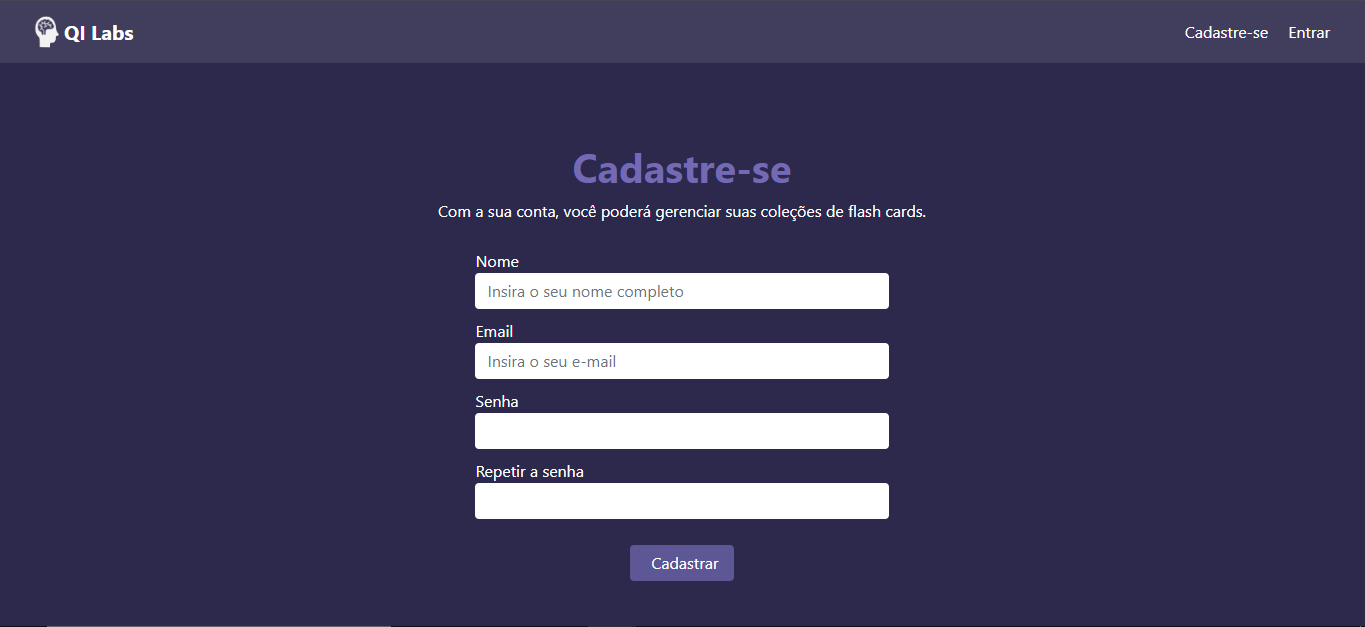 QI Labs
Cadastre-se
Entrar
Cadastre-se
Com a sua conta, você poderá gerenciar suas coleções de flash cards.
Nome
Insira o seu nome completo
Email
Insira o seu e-mail
Senha
Repetir a senha
Cadastrar